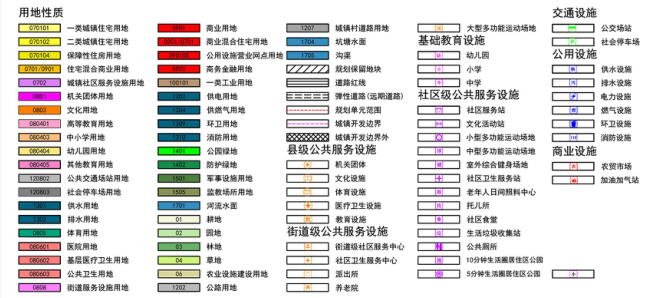 用地性质
070101 一类城镇住宅用地
070102 二类城镇住宅用地
070104 保障性住房用地
0701/0901 住宅混合商业用地
0702 城镇社区服务设施用地
0801 机关团体用地
0803 文化用地
080401 高等教育用地
080403 中小学用地
080404 幼儿园用地
080405 其他教育用地
120802 公共交通场站用地
120803 社会停车场用地
1301 供水用地
1302 排水用地
0805 体育用地
080601 医院用地
080602 基层医疗卫生用地
080603 公共卫生用地
0808 街道服务设施用地
0901 商业用地
0901/0701 商业混合住宅用地
090105 公用设施营业网点用地
0902 商务金融用地
100101 一类工业用地
1303 供电用地
供燃气用地
1309 环卫用地
1310 消防用地
1401 公园绿地
1402 防护绿地
1501 军事设施用地
1505 监教场所用地
1701 河流水面
01 耕地
02 园地
03 林地
04 草地
06 农业设施建设用地
1202 公路用地
1207 城镇村道路用地
1704 坑塘水面
1705 沟渠
规划保留地块
道路红线
弹性道路(远期道路)
规划单元范围
城镇开发边界
城镇开发边界外
县级公共服务设施
机关团体
文化设施
体育设施
医疗卫生设施
教育设施
街道级公共服务设施
街道级社区服务中心
社区卫生服务中心
派出所
养老院
大型多功能运动场地
基础教育设施
幼儿园
小学
中学
社区级公共服务设施
社区服务站
文化活动站
小型多功能运动场地
中型多功能运动场地
室外综合健身场地
社区卫生服务站
老年人日间照料中心
托儿所
社区食堂
生活垃圾收集站
公共厕所
10分钟生活圈居住区公园
5分钟生活圈居住区公园
交通设施
公交场站
社会停车场
公用设施
供水设施
排水设施
电力设施
燃气设施
环卫设施
消防设施
商业设施
农贸市场
加油加气站